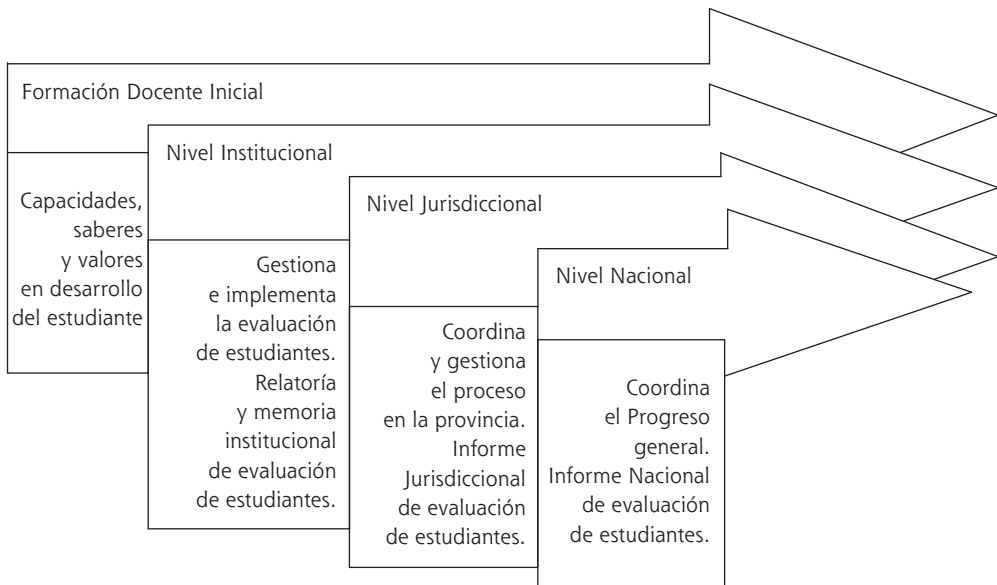 Formación Docente Inicial
Capacidades,
saberes
y valores
en desarrollo
del estudiante
Nivel Institucional
Gestiona
e implementa
la evaluación
de estudiantes.
Relatoría
y memoria
institucional
de evaluación
de estudiantes.
Nivel Jurisdiccional
Coordina
y gestiona
el proceso
en la provincia.
Informe
Jurisdiccional
de evaluación
de estudiantes.
Nivel Nacional
Coordina
el Progreso
general.
Informe Nacional
de evaluación
de estudiantes.